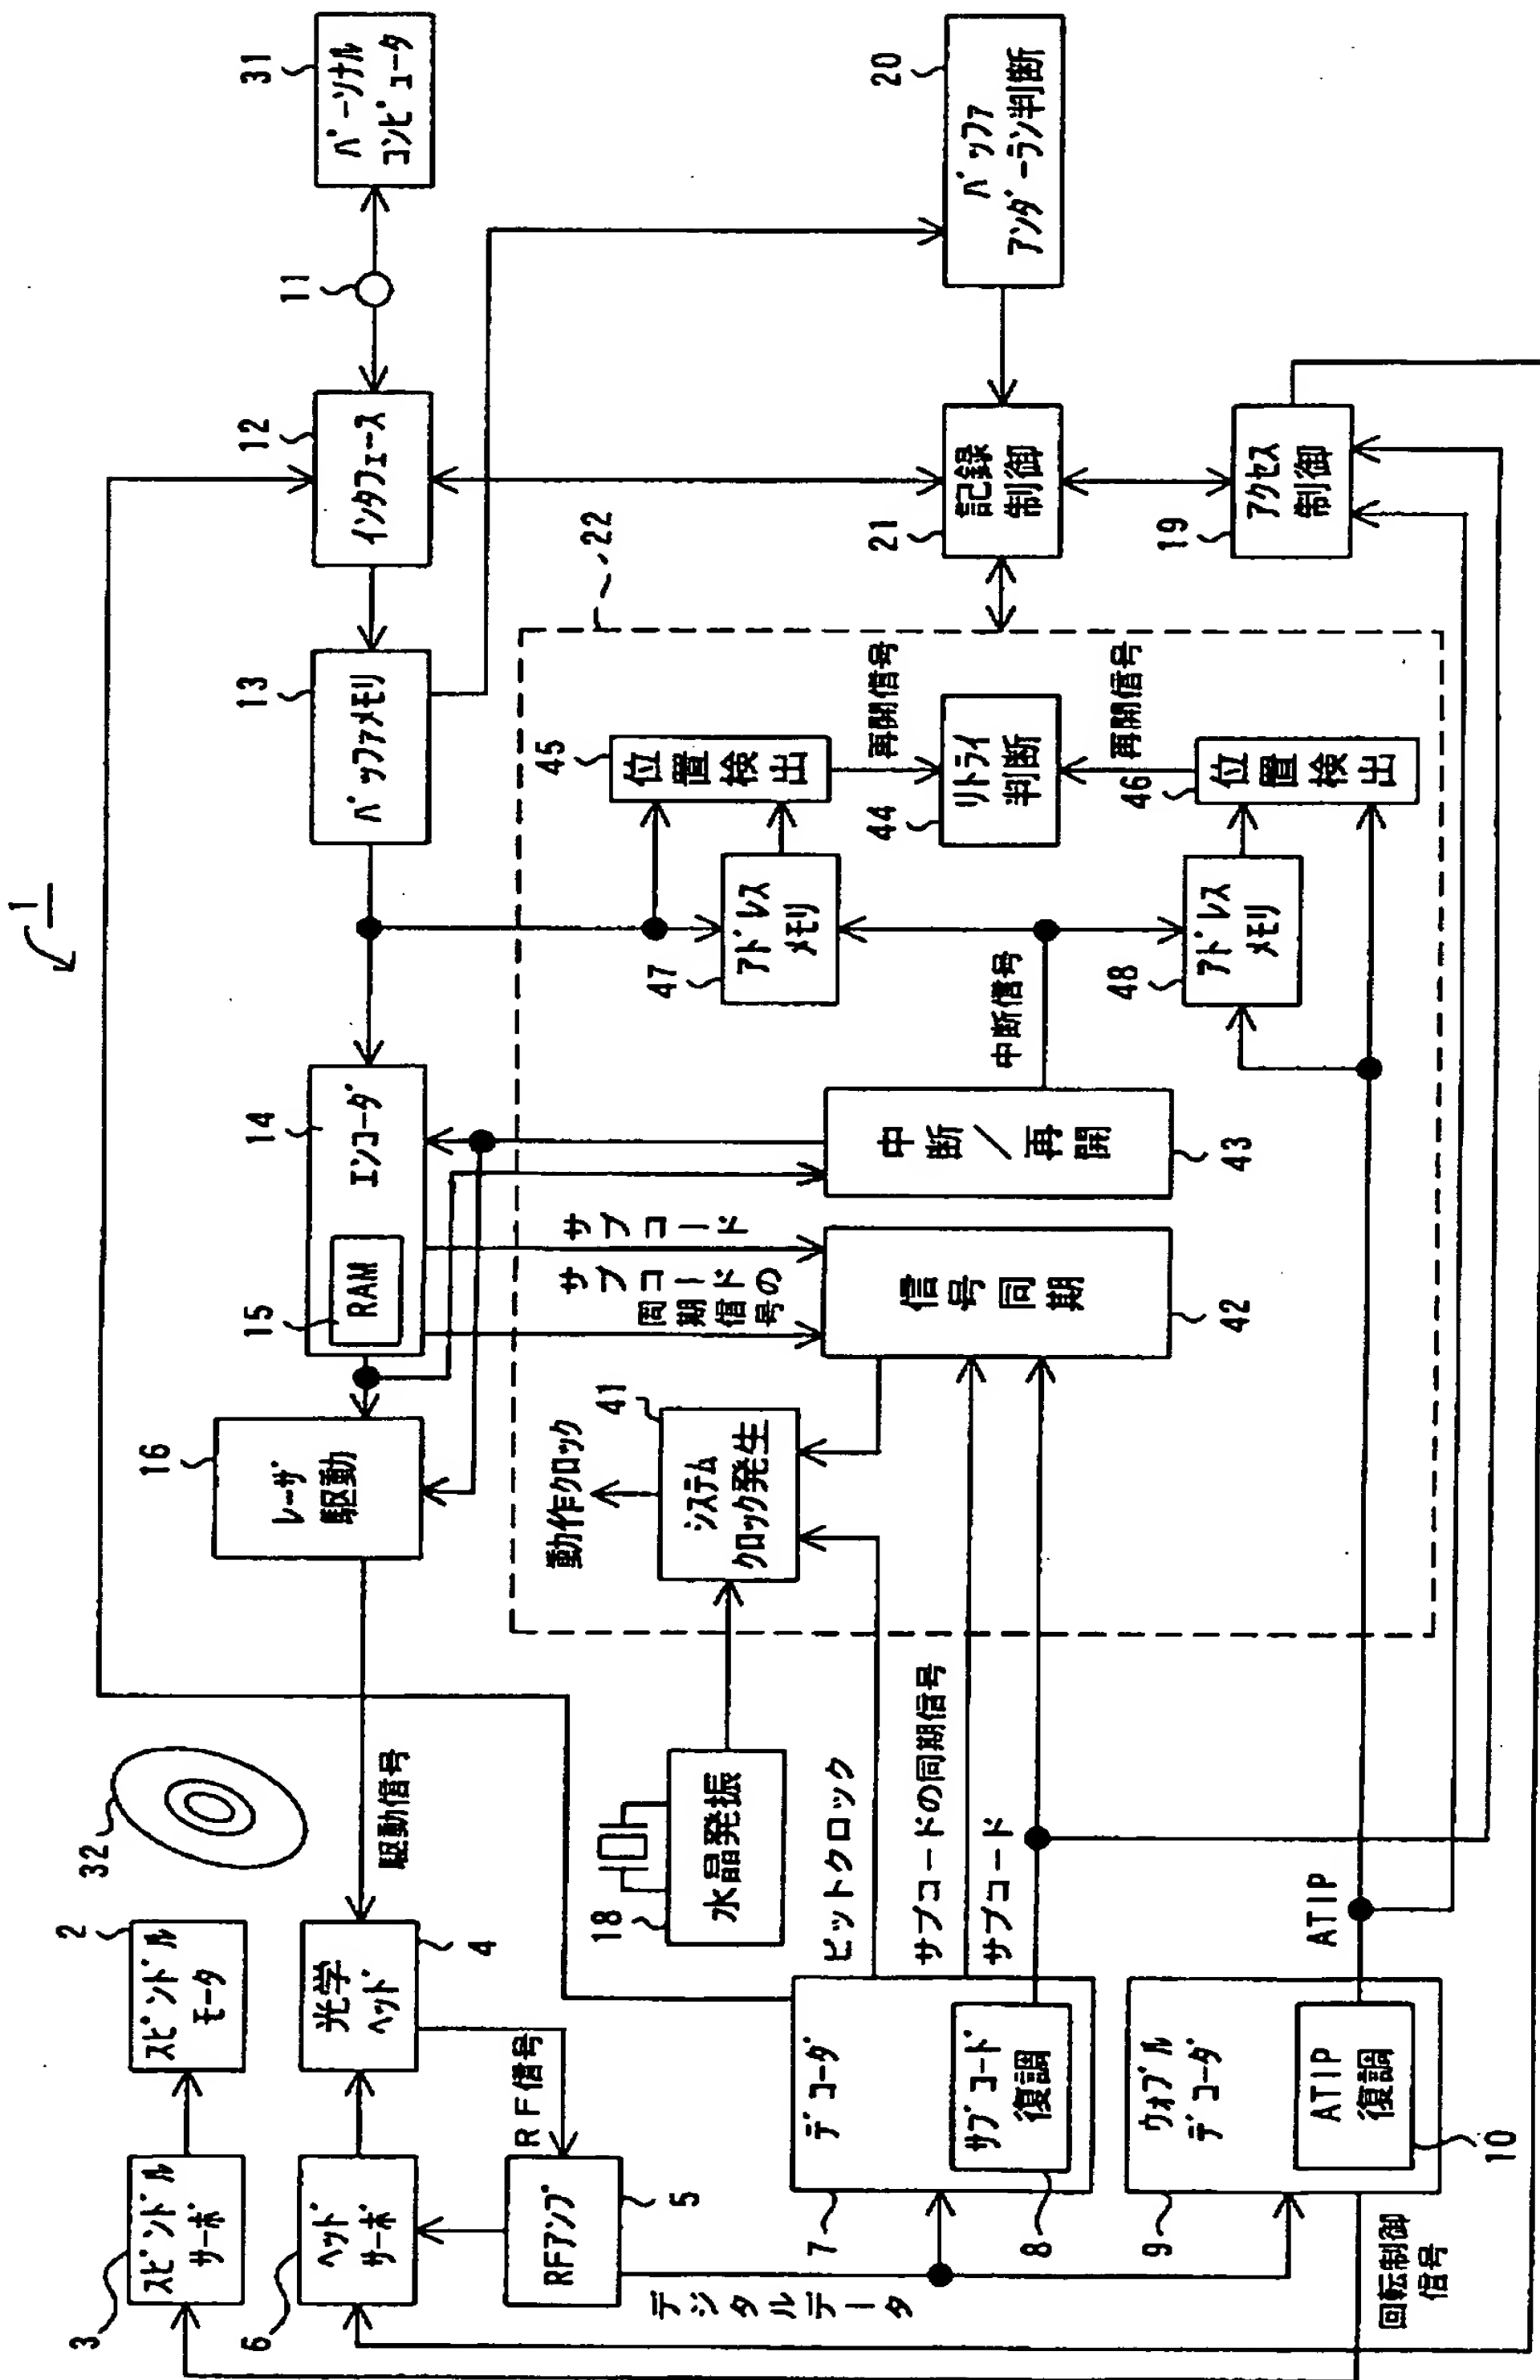 1
スピンドル
モータ
2
スピンドル
サーボ
3
光学
ヘッド
4
ヘッド
サーボ
6
RFアンプ
5
RF信号
デジタルデータ
32
駆動信号
レーザ
駆動
16
エンコーダ
14
RAM
15
バッファメモリ
13
インタフェース
12
11
パーソナル
コンピュータ
31
バッファ
アンダーラン判断
20
記録
制御
21
アクセス
制御
19
22
水晶発振
18
動作クロック
システム
クロック発生
41
サブコード
サブコードの
同期信号
信号同期
42
中断/再開
43
中断信号
アドレス
メモリ
47
アドレス
メモリ
48
位置検出
45
位置検出
46
再開信号
再開信号
リトライ
判断
44
デコーダ
7
サブコード
復調
8
ウォブル
デコーダ
9
ATIP
復調
10
ビットクロック
サブコードの同期信号
サブコード
ATIP
回転制御
信号